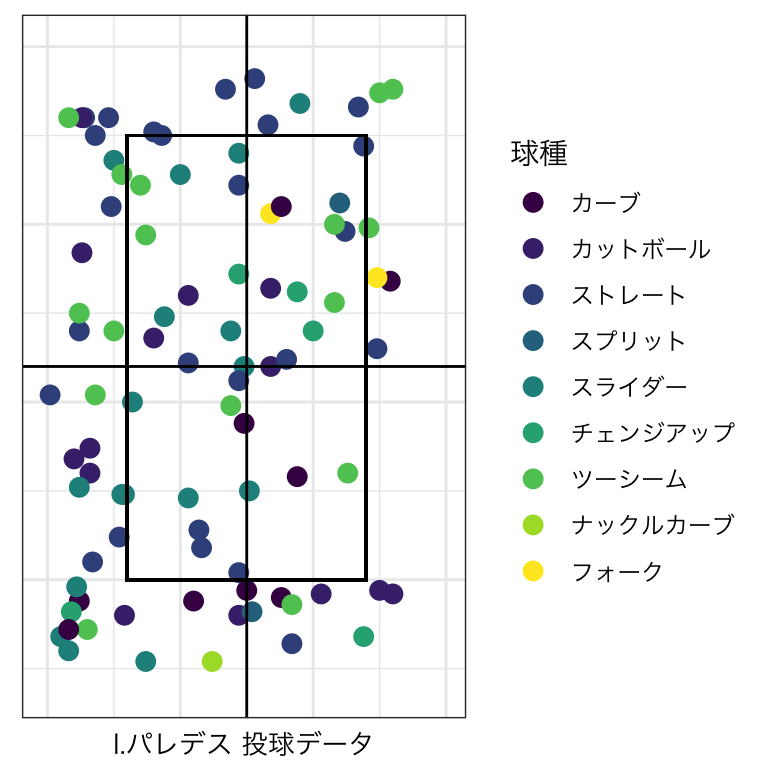 球種
カーブ
カットボール
ストレート
スプリット
スライダー
チェンジアップ
ツーシーム
ナックルカーブ
フォーク
I.パレデス 投球データ